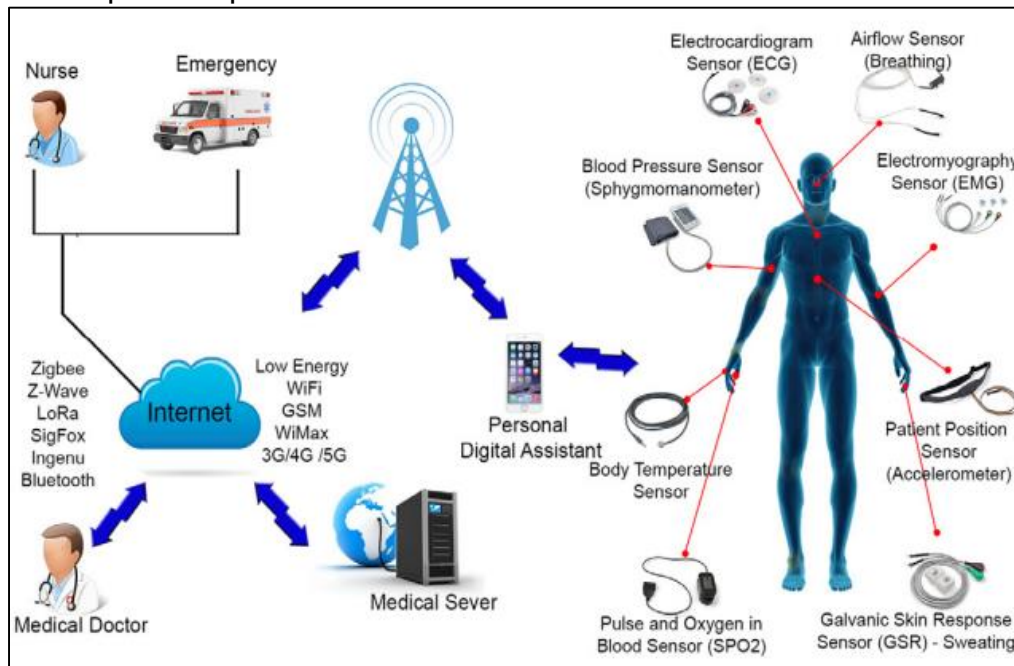 Nurse
Emergency
Electrocardiogram
Sensor (ECG)
Airflow Sensor
(Breathing)
Blood Pressure Sensor
(Sphygmomanometer)
Electromyography
Sensor (EMG)
Zigbee
Z-Wave
LoRa
SigFox
Ingenu
Bluetooth
Internet
Low Energy
WiFi
GSM
WiMax
3G/4G /5G
Personal
Digital Assistant
Body Temperature
Sensor
Patient Position
Sensor
(Accelerometer)
Medical Doctor
Medical Sever
Pulse and Oxygen in
Blood Sensor (SPO2)
Galvanic Skin Response
Sensor (GSR) - Sweating